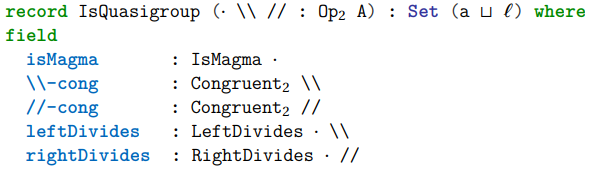 record IsQuasigroup (∙ \\ // : Op₂ A) : Set (a ⊔ ℓ) where
field
isMagma : IsMagma ∙
\\-cong : Congruent₂ \\
//-cong : Congruent₂ //
leftDivides : LeftDivides ∙ \\
rightDivides : RightDivides ∙ //